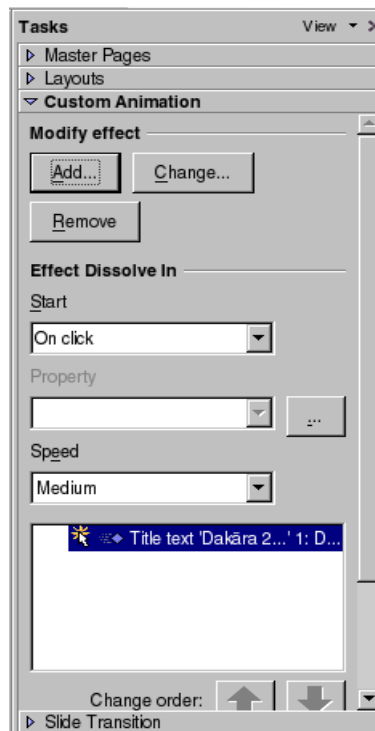 Tasks View
Master Pages
Layouts
Custom Animation
Modify effect
Add... Change...
Remove
Effect Dissolve In
Start
On click
Property
...
Speed
Medium
Title text 'Dakāra 2...' 1: D...
Change order:
Slide Transition